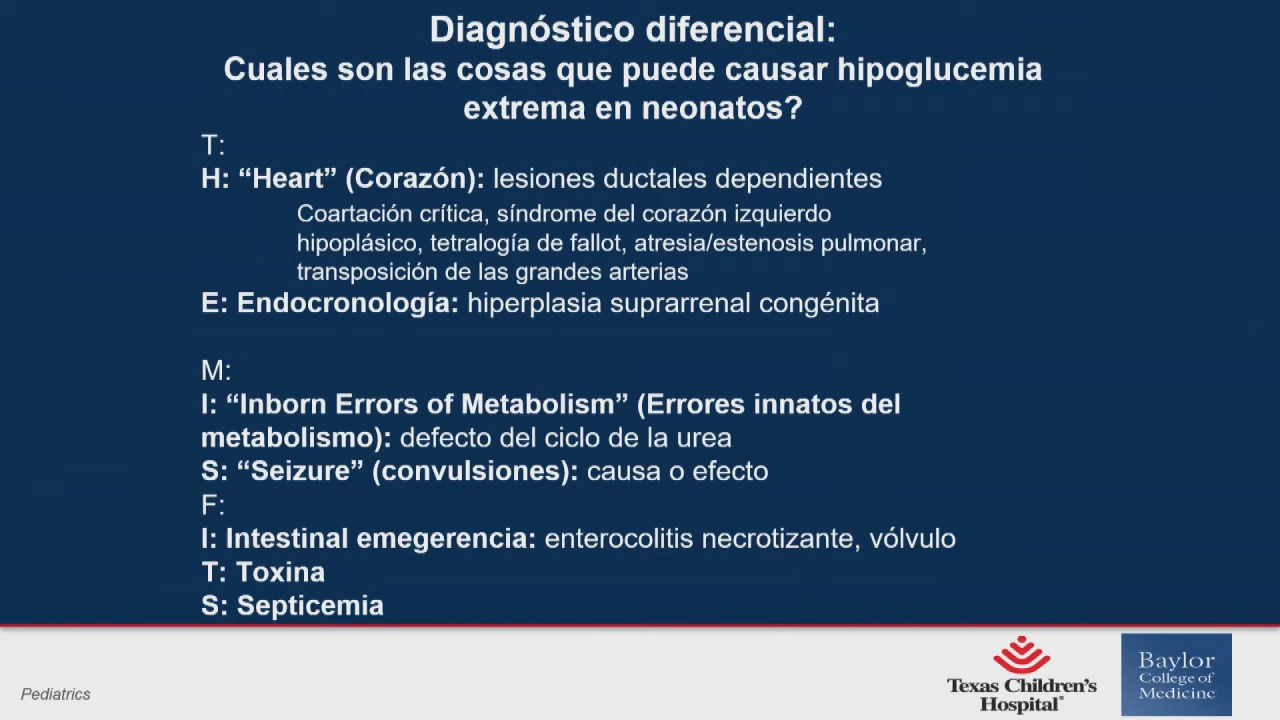 Diagnóstico diferencial:
Cuales son las cosas que puede causar hipoglucemia
extrema en neonatos?
T:
H: “Heart” (Corazón): lesiones ductales dependientes
Coartación crítica, síndrome del corazón izquierdo
hipoplásico, tetralogía de fallot, atresia/estenosis pulmonar,
transposición de las grandes arterias
E: Endocronología: hiperplasia suprarrenal congénita
M:
I: “Inborn Errors of Metabolism” (Errores innatos del
metabolismo): defecto del ciclo de la urea
S: “Seizure” (convulsiones): causa o efecto
F:
I: Intestinal emegerencia: enterocolitis necrotizante, vólvulo
T: Toxina
S: Septicemia
Pediatrics
Texas Children's
Hospital®
Baylor
College of
Medicine